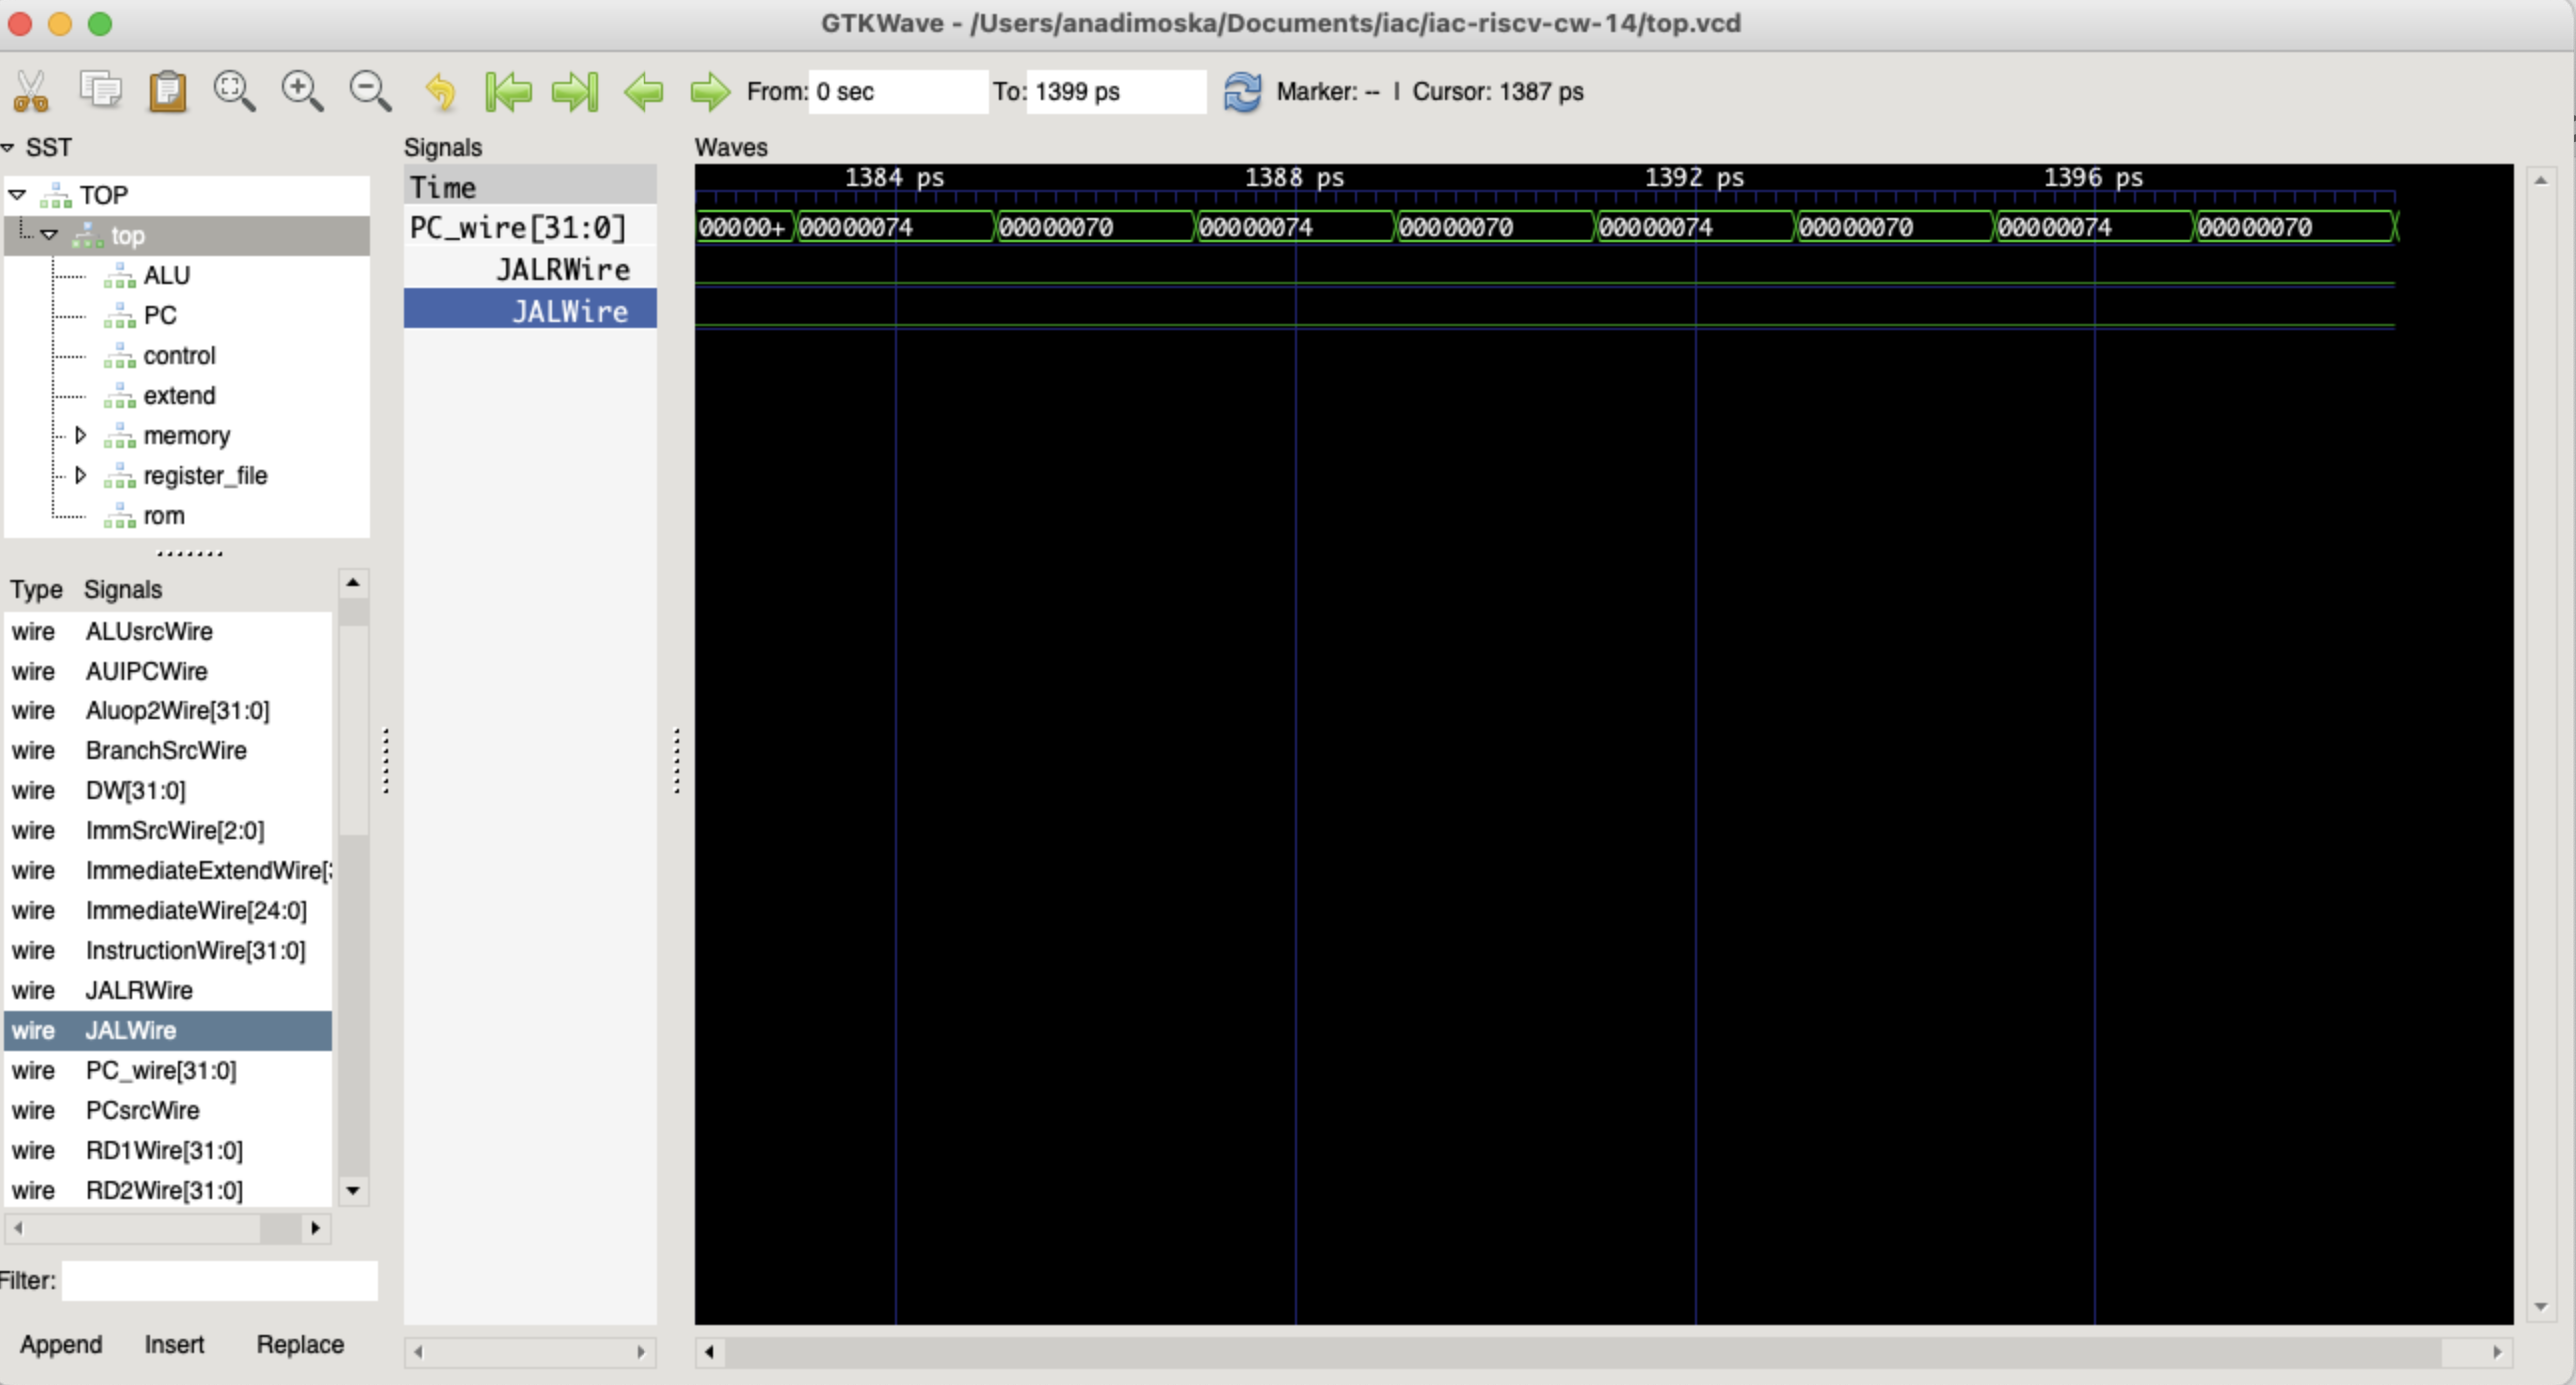 GTKWave - /Users/anadimoska/Documents/iac/iac-riscv-cw-14/top.vcd
From: 0 sec To: 1399 ps Marker: -- | Cursor: 1387 ps
SST
TOP
top
ALU
PC
control
extend
memory
register_file
rom
Type Signals
wire ALUsrcWire
wire AUIPCWire
wire Aluop2Wire[31:0]
wire BranchSrcWire
wire DW[31:0]
wire ImmSrcWire[2:0]
wire ImmediateExtendWire[
wire ImmediateWire[24:0]
wire InstructionWire[31:0]
wire JALRWire
wire JALWire
wire PC_wire[31:0]
wire PCsrcWire
wire RD1Wire[31:0]
wire RD2Wire[31:0]
Filter:
Append Insert Replace
Signals
Time
PC_wire[31:0]
JALRWire
JALWire
Waves
1384 ps 1388 ps 1392 ps 1396 ps
00000+ 00000074 00000070 00000074 00000070 00000074 00000070 00000074 00000070